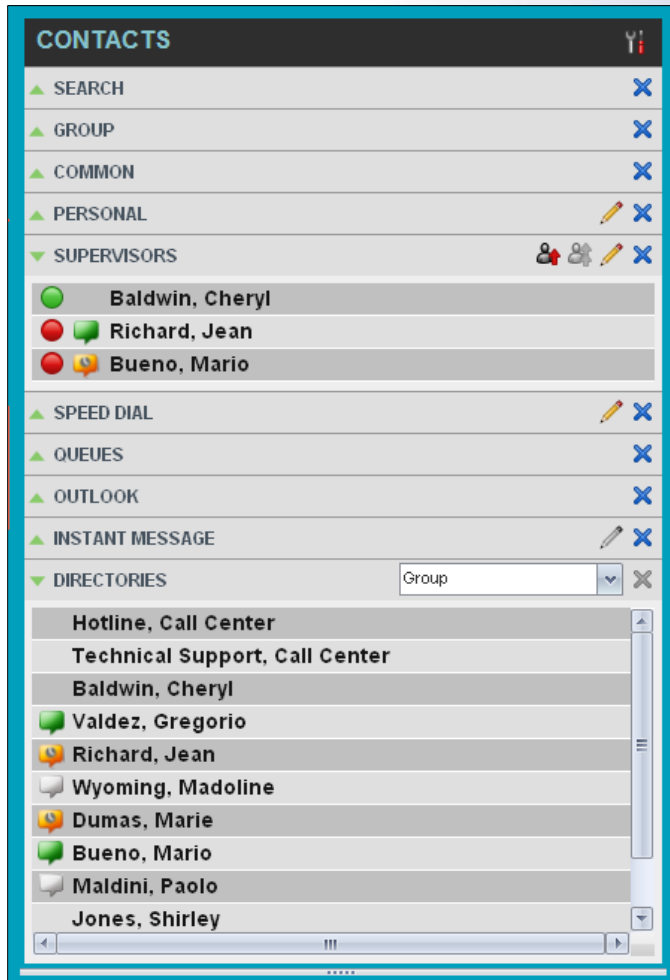 CONTACTS
SEARCH
GROUP
COMMON
PERSONAL
SUPERVISORS
Baldwin, Cheryl
Richard, Jean
Bueno, Mario
SPEED DIAL
QUEUES
OUTLOOK
INSTANT MESSAGE
DIRECTORIES Group
Hotline, Call Center
Technical Support, Call Center
Baldwin, Cheryl
Valdez, Gregorio
Richard, Jean
Wyoming, Madoline
Dumas, Marie
Bueno, Mario
Maldini, Paolo
Jones, Shirley